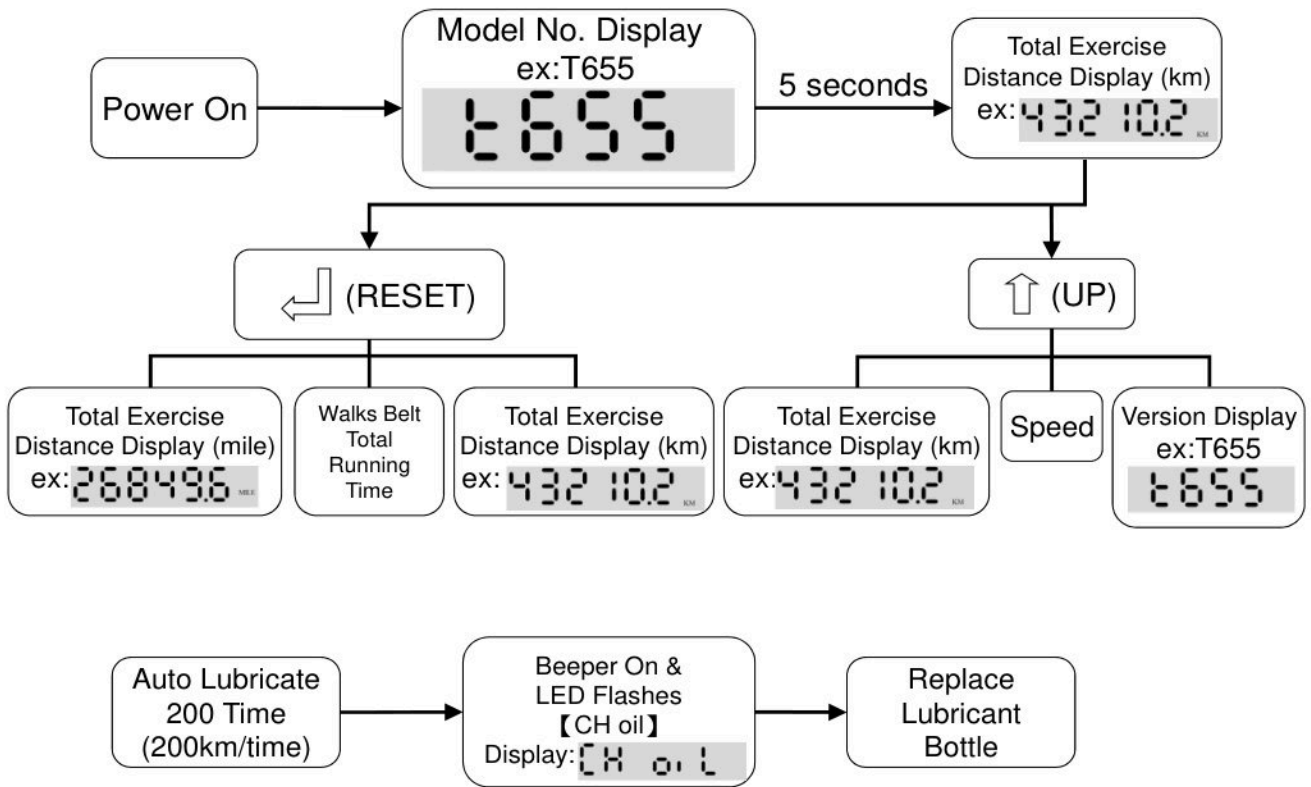 Power On
Model No. Display
ex:T655
t655
5 seconds
Total Exercise
Distance Display (km)
ex: 43210.2 KM
(RESET)
(UP)
Total Exercise
Distance Display (mile)
ex: 26849.6 MILE
Walks Belt
Total
Running
Time
Total Exercise
Distance Display (km)
ex: 43210.2 KM
Total Exercise
Distance Display (km)
ex:43210.2 KM
Speed
Version Display
ex:T655
t655
Auto Lubricate
200 Time
(200km/time)
Beeper On &
LED Flashes
【CH oil】
Display: CH oiL
Replace
Lubricant
Bottle